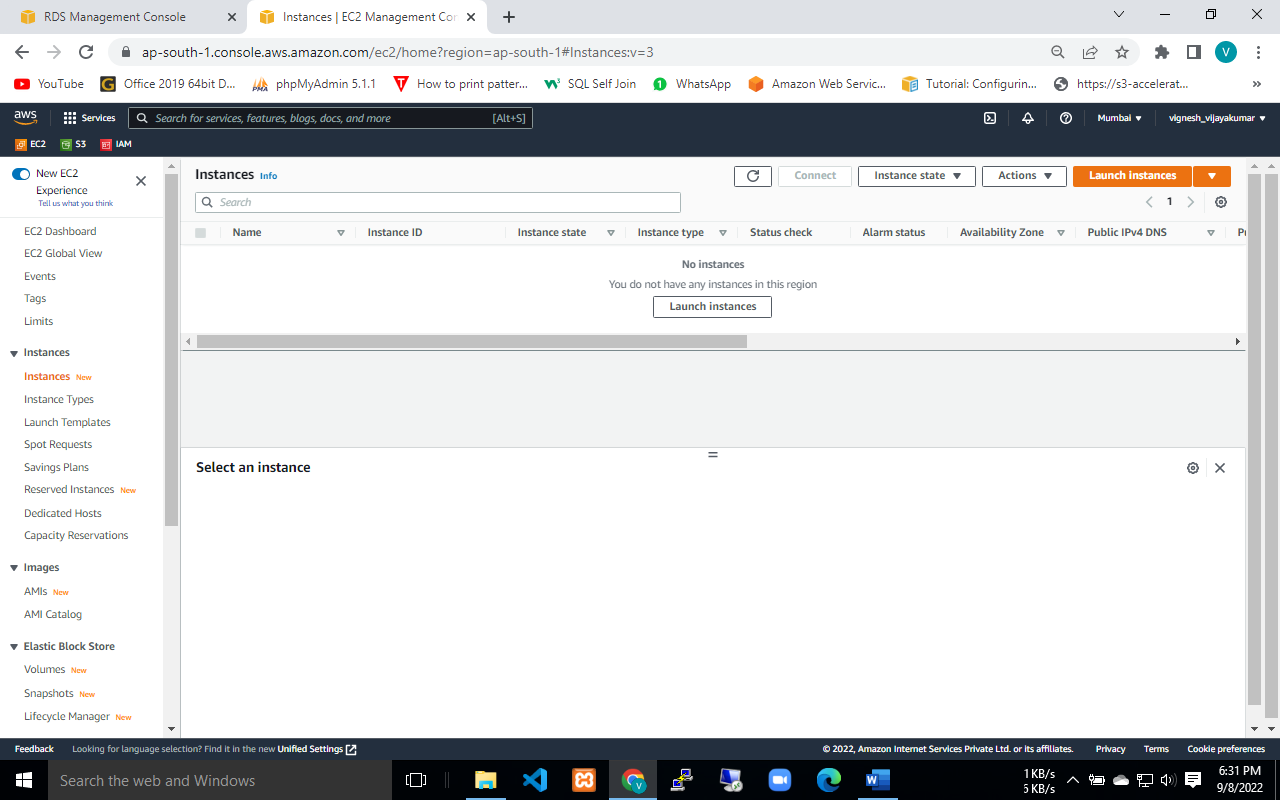 RDS Management Console
Instances | EC2 Management Con
ap-south-1.console.aws.amazon.com/ec2/home?region=ap-south-1#Instances:v=3
V
YouTube
Office 2019 64bit D...
phpMyAdmin 5.1.1
How to print patter...
SQL Self Join
WhatsApp
Amazon Web Servic...
Tutorial: Configurin...
https://s3-accelerat...
aws
Services
Search for services, features, blogs, docs, and more [Alt+S]
Mumbai
vignesh_vijayakumar
EC2
S3
IAM
New EC2
Experience
Tell us what you think
EC2 Dashboard
EC2 Global View
Events
Tags
Limits
Instances
Instances New
Instance Types
Launch Templates
Spot Requests
Savings Plans
Reserved Instances New
Dedicated Hosts
Capacity Reservations
Images
AMIs New
AMI Catalog
Elastic Block Store
Volumes New
Snapshots New
Lifecycle Manager New
Instances Info
Connect
Instance state
Actions
Launch instances
Search
1
Name
Instance ID
Instance state
Instance type
Status check
Alarm status
Availability Zone
Public IPv4 DNS
No instances
You do not have any instances in this region
Launch instances
Select an instance
Feedback
Looking for language selection? Find it in the new Unified Settings
© 2022, Amazon Internet Services Private Ltd. or its affiliates.
Privacy
Terms
Cookie preferences
Search the web and Windows
1 KB/s
6 KB/s
6:31 PM
9/8/2022